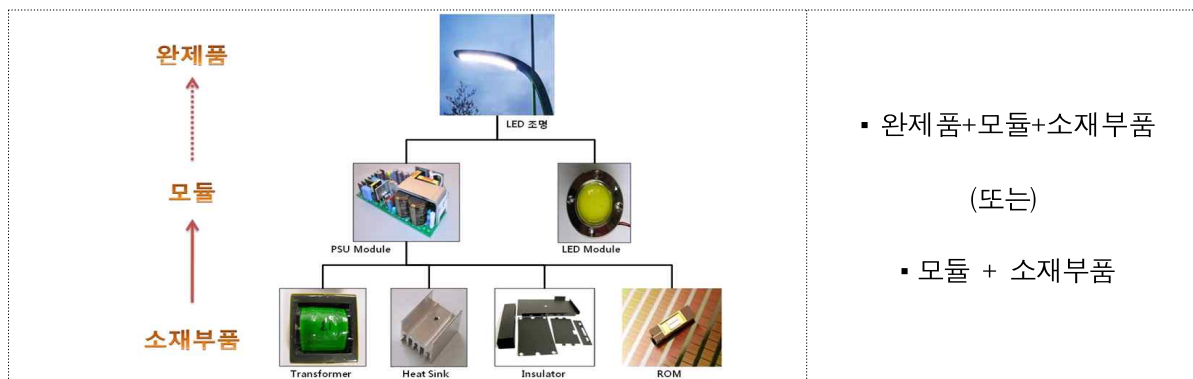 완제품
LED 조명
모듈
PSU Module
LED Module
소재부품
Transformer
Heat Sink
Insulator
ROM
▪ 완제품+모듈+소재부품
(또는)
▪ 모듈 + 소재부품